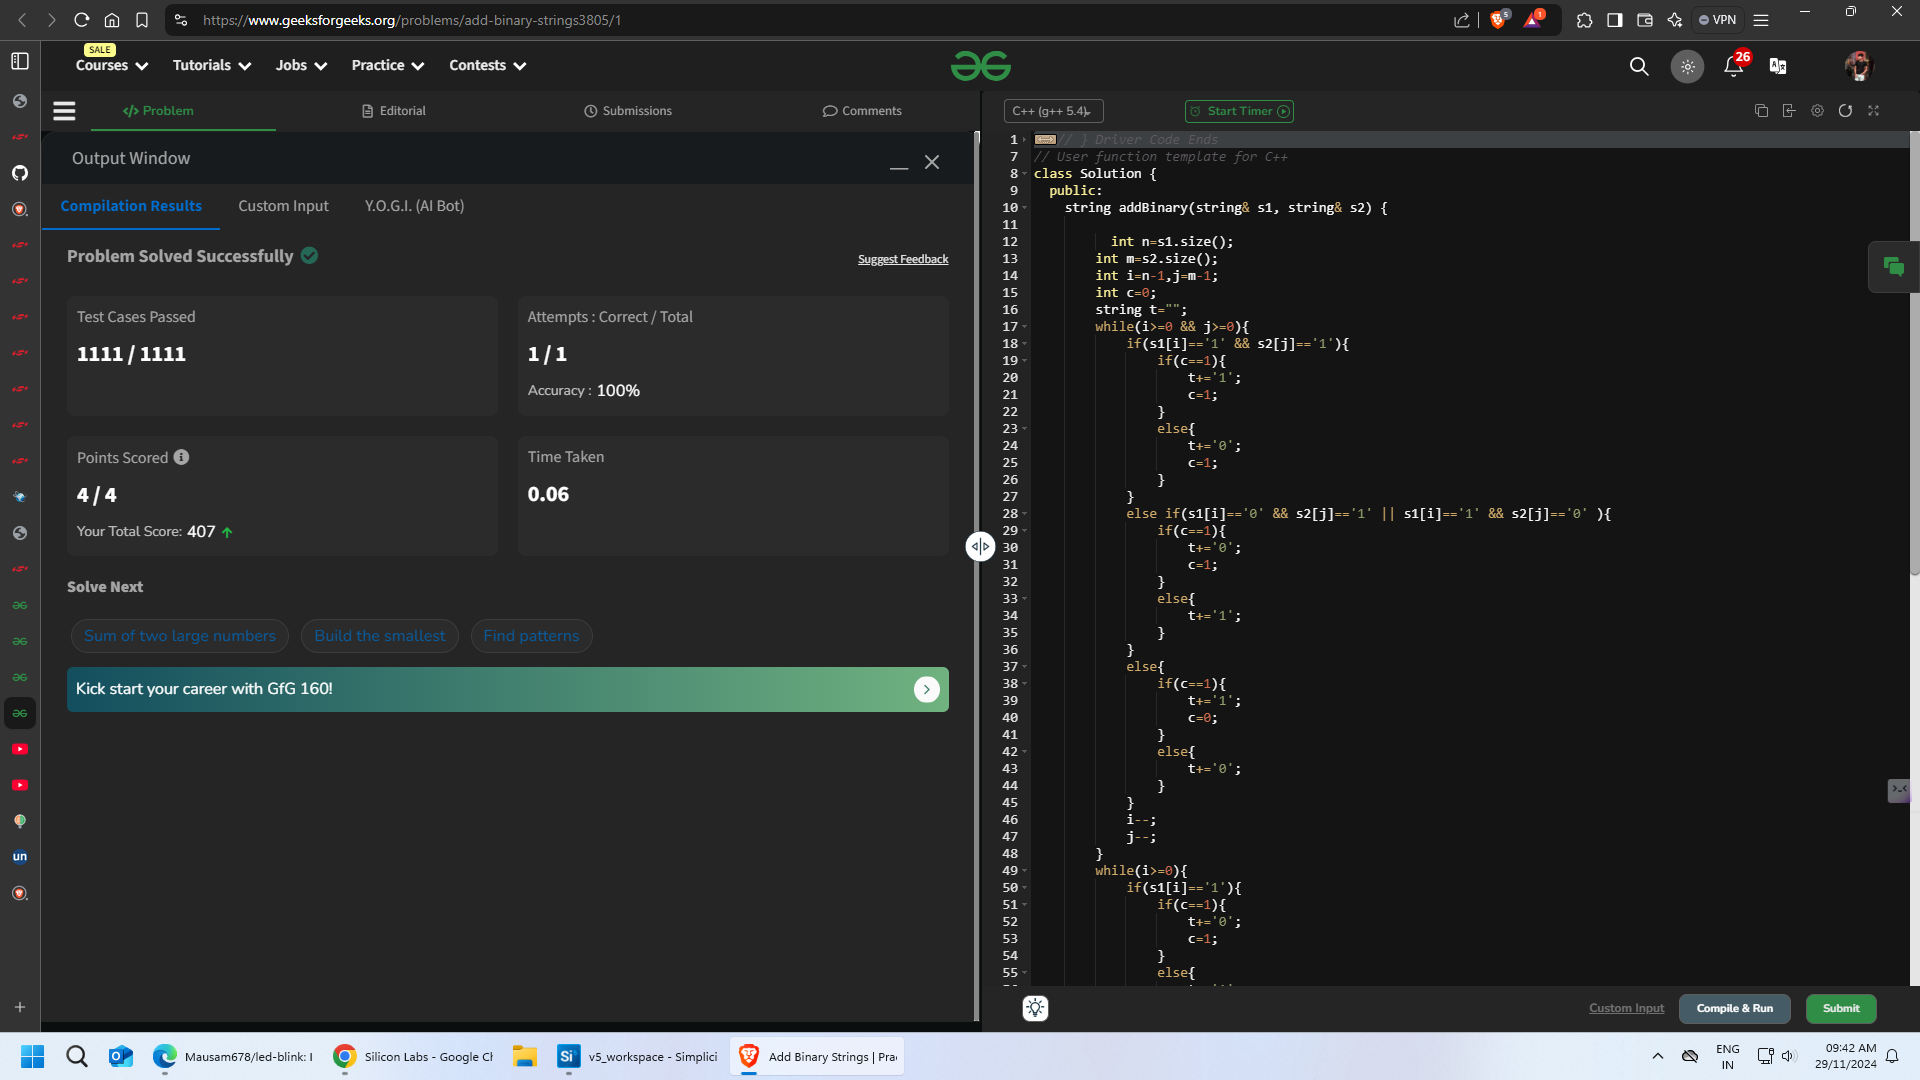 https://www.geeksforgeeks.org/problems/add-binary-strings3805/1
5
1
VPN
SALE
Courses
Tutorials
Jobs
Practice
Contests
26
Problem
Editorial
Submissions
Comments
C++ (g++ 5.4)
Start Timer
Output Window
Compilation Results
Custom Input
Y.O.G.I. (AI Bot)
Problem Solved Successfully
Suggest Feedback
Test Cases Passed
1111 / 1111
Attempts : Correct / Total
1 / 1
Accuracy : 100%
Points Scored
4 / 4
Your Total Score: 407
Time Taken
0.06
Solve Next
Sum of two large numbers
Build the smallest
Find patterns
Kick start your career with GfG 160!
1 // } Driver Code Ends
7 // User function template for C++
8 class Solution {
9 public:
10 string addBinary(string& s1, string& s2) {
11
12 int n=s1.size();
13 int m=s2.size();
14 int i=n-1,j=m-1;
15 int c=0;
16 string t="";
17 while(i>=0 && j>=0){
18 if(s1[i]=='1' && s2[j]=='1'){
19 if(c==1){
20 t+='1';
21 c=1;
22 }
23 else{
24 t+='0';
25 c=1;
26 }
27 }
28 else if(s1[i]=='0' && s2[j]=='1' || s1[i]=='1' && s2[j]=='0' ){
29 if(c==1){
30 t+='0';
31 c=1;
32 }
33 else{
34 t+='1';
35 }
36 }
37 else{
38 if(c==1){
39 t+='1';
40 c=0;
41 }
42 else{
43 t+='0';
44 }
45 }
46 i--;
47 j--;
48 }
49 while(i>=0){
50 if(s1[i]=='1'){
51 if(c==1){
52 t+='0';
53 c=1;
54 }
55 else{
Custom Input
Compile & Run
Submit
un
Mausam678/led-blink: I
Silicon Labs - Google Ch
Si
v5_workspace - Simplici
Add Binary Strings | Prac
ENG
IN
09:42 AM
29/11/2024